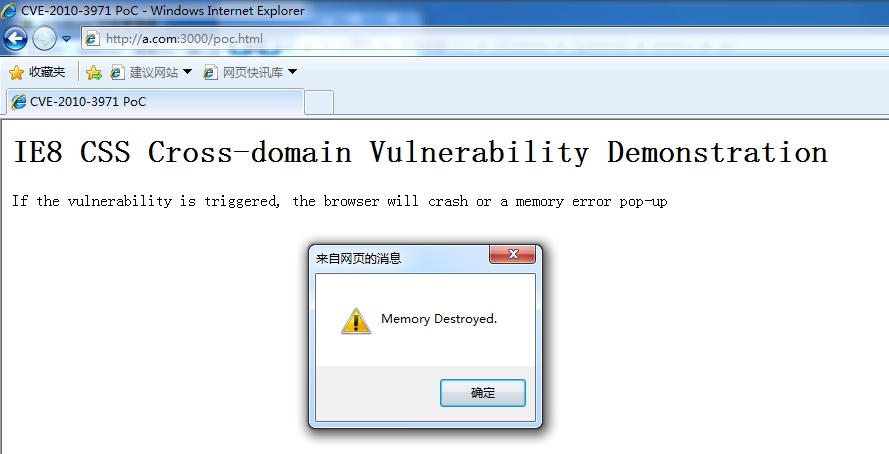 CVE-2010-3971 PoC - Windows Internet Explorer
http://a.com:3000/poc.html
收藏夹 建议网站 网页快讯库
CVE-2010-3971 PoC
IE8 CSS Cross-domain Vulnerability Demonstration
If the vulnerability is triggered, the browser will crash or a memory error pop-up
来自网页的消息
Memory Destroyed.
确定